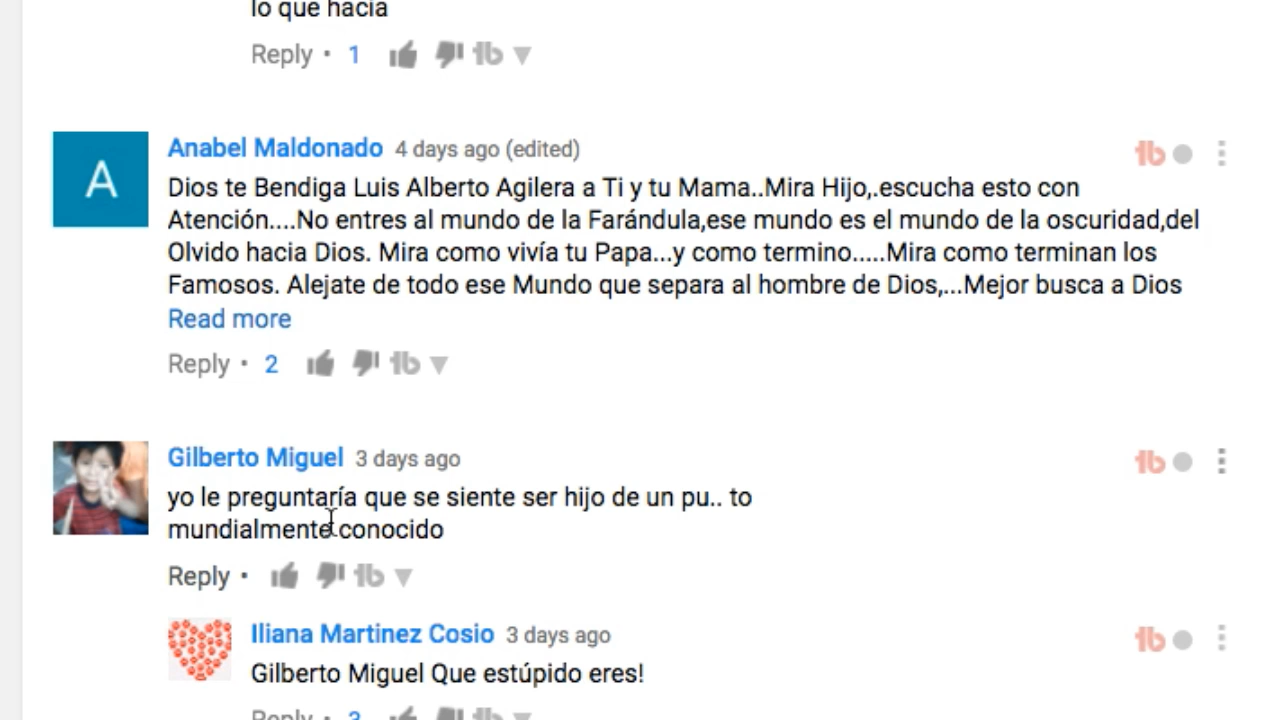 lo que hacia
Reply • 1
A
Anabel Maldonado 4 days ago (edited)
Dios te Bendiga Luis Alberto Agilera a Ti y tu Mama..Mira Hijo,.escucha esto con
Atención....No entres al mundo de la Farándula,ese mundo es el mundo de la oscuridad,del
Olvido hacia Dios. Mira como vivía tu Papa...y como termino.....Mira como terminan los
Famosos. Alejate de todo ese Mundo que separa al hombre de Dios,...Mejor busca a Dios
Read more
Reply • 2
Gilberto Miguel 3 days ago
yo le preguntaría que se siente ser hijo de un pu.. to
mundialmente conocido
Reply •
Iliana Martinez Cosio 3 days ago
Gilberto Miguel Que estúpido eres!
Reply • 3